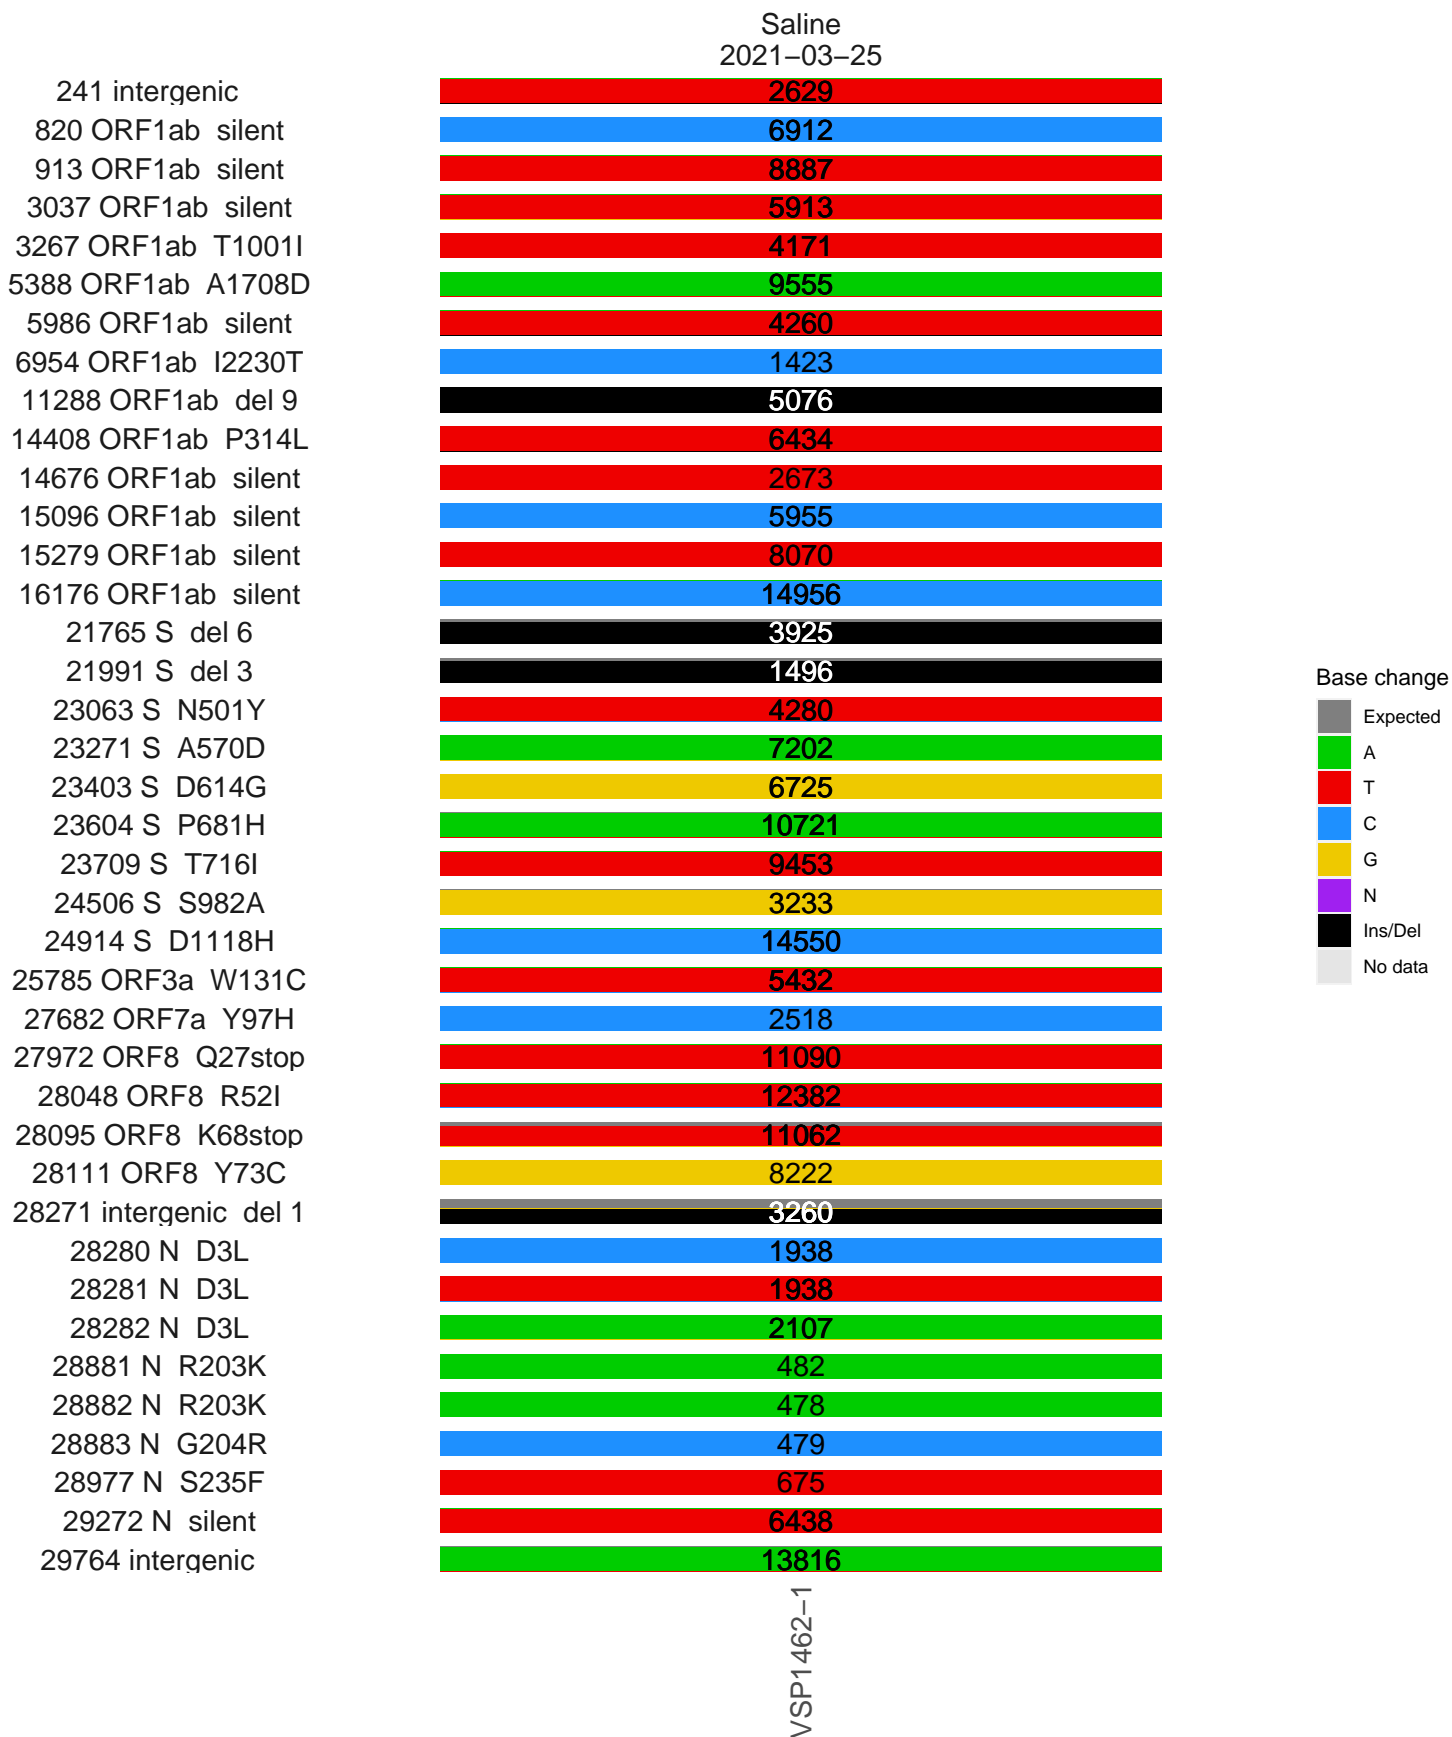 Saline
2021−03−25
241 intergenic 2629
820 ORF1ab silent 6912
913 ORF1ab silent 8887
3037 ORF1ab silent 5913
3267 ORF1ab T1001I 4171
5388 ORF1ab A1708D 9555
5986 ORF1ab silent 4260
6954 ORF1ab I2230T 1423
11288 ORF1ab del 9 5076
14408 ORF1ab P314L 6434
14676 ORF1ab silent 2673
15096 ORF1ab silent 5955
15279 ORF1ab silent 8070
16176 ORF1ab silent 14956
21765 S del 6 3925
21991 S del 3 1496
23063 S N501Y 4280
23271 S A570D 7202
23403 S D614G 6725
23604 S P681H 10721
23709 S T716I 9453
24506 S S982A 3233
24914 S D1118H 14550
25785 ORF3a W131C 5432
27682 ORF7a Y97H 2518
27972 ORF8 Q27stop 11090
28048 ORF8 R52I 12382
28095 ORF8 K68stop 11062
28111 ORF8 Y73C 8222
28271 intergenic del 1 3260
28280 N D3L 1938
28281 N D3L 1938
28282 N D3L 2107
28881 N R203K 482
28882 N R203K 478
28883 N G204R 479
28977 N S235F 675
29272 N silent 6438
29764 intergenic 13816
VSP1462−1
Base change
Expected
A
T
C
G
N
Ins/Del
No data